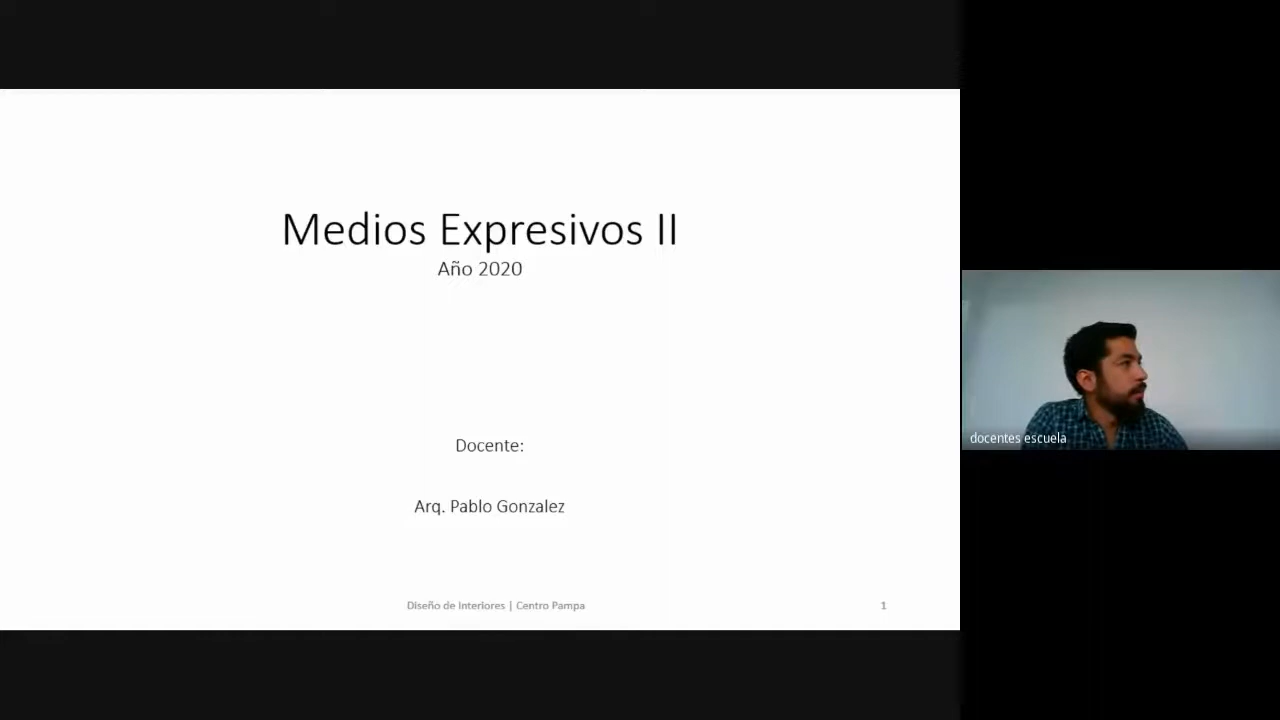 Medios Expresivos II
Año 2020
Docente:
Arq. Pablo Gonzalez
Diseño de Interiores | Centro Pampa
1
docentes escuela